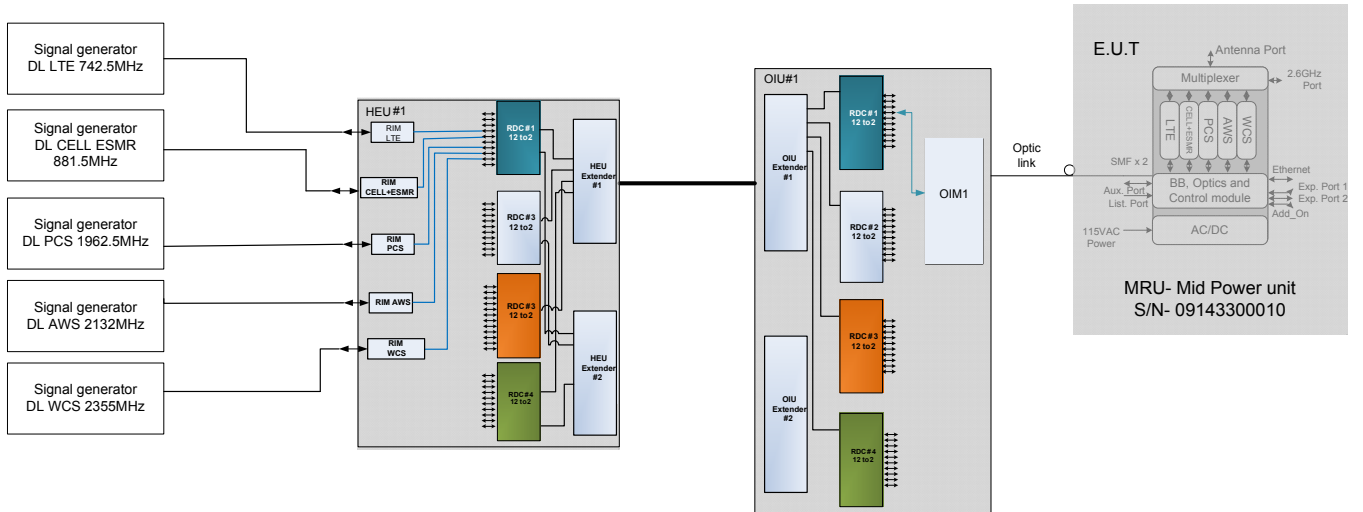 Signal generator
DL LTE 742.5MHz
Signal generator
DL CELL ESMR
881.5MHz
Signal generator
DL PCS 1962.5MHz
Signal generator
DL AWS 2132MHz
Signal generator
DL WCS 2355MHz
HEU#1
RIM
LTE
RIM
CELL+ESMR
RIM
PCS
RIM AWS
RIM
WCS
RDC#1
12 to2
RDC#3
12 to2
RDC#3
12 to2
RDC#4
12 to2
HEU
Extender
#1
HEU
Extender
#2
OIU#1
OIU
Extender
#1
OIU
Extender
#2
RDC#1
12 to2
RDC#2
12 to2
RDC#3
12 to2
RDC#4
12 to2
OIM1
Optic
link
E.U.T
Antenna Port
Multiplexer
2.6GHz
Port
LTE
CELL+ESMR
PCS
AWS
WCS
SMF x 2
Aux. Port
List. Port
BB, Optics and
Control module
Ethernet
Exp. Port 1
Exp. Port 2
Add_On
115VAC
Power
AC/DC
MRU- Mid Power unit
S/N- 09143300010